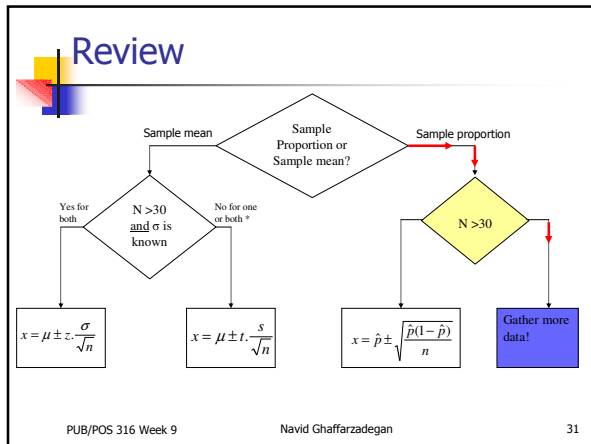 Review
Sample mean
Sample
Proportion or
Sample mean?
Sample proportion
Yes for
both
N >30
and σ is
known
No for one
or both *
N >30
x = μ ± z. σ/√n
x = μ ± t. s/√n
x = p̂ ± √(p̂(1− p̂)/n)
Gather more
data!
PUB/POS 316 Week 9 Navid Ghaffarzadegan 31